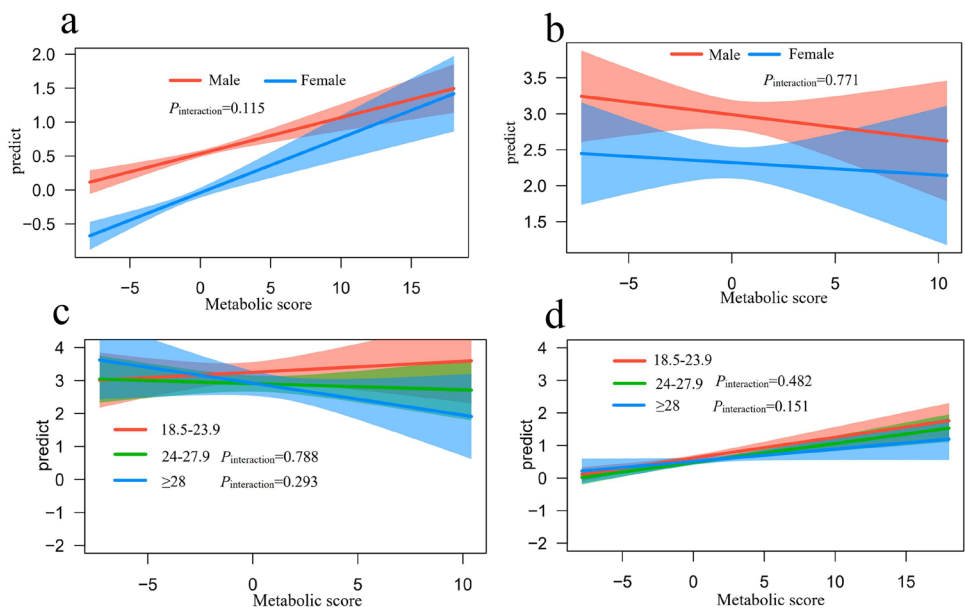 a
2.0
1.5
1.0
0.5
0.0
−0.5
predict
Male Female
Pinteraction=0.115
−5 0 5 10 15
Metabolic score
b
3.5
3.0
2.5
2.0
1.5
predict
Male Female
Pinteraction=0.771
−5 0 5 10
Metabolic score
c
4
3
2
1
0
−1
−2
predict
18.5-23.9
24-27.9 Pinteraction=0.788
≥28 Pinteraction=0.293
−5 0 5 10
Metabolic score
d
4
3
2
1
0
−1
−2
predict
18.5-23.9
24-27.9 Pinteraction=0.482
≥28 Pinteraction=0.151
−5 0 5 10 15
Metabolic score